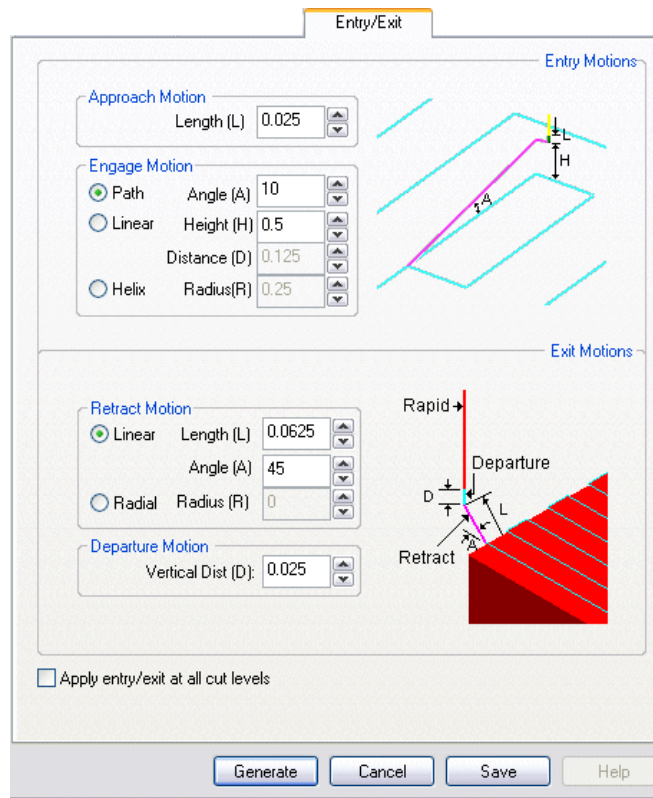 Entry/Exit
Entry Motions
Approach Motion
Length (L) 0.025
L
H
A
Engage Motion
Path Angle (A) 10
Linear Height (H) 0.5
Distance (D) 0.125
Helix Radius(R) 0.25
Exit Motions
Retract Motion
Linear Length (L) 0.0625
Angle (A) 45
Radial Radius (R) 0
Departure Motion
Vertical Dist (D): 0.025
Rapid
Departure
D
L
A
Retract
Apply entry/exit at all cut levels
Generate Cancel Save Help